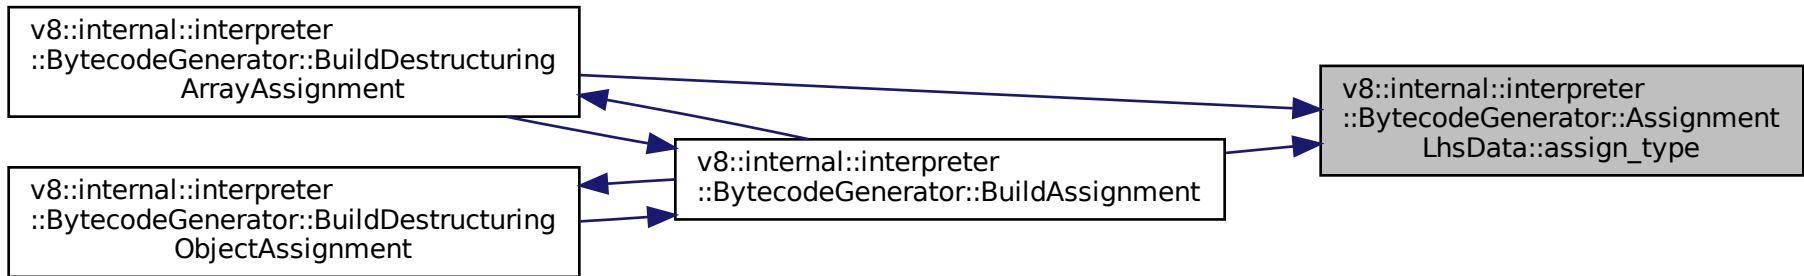 v8::internal::interpreter
::BytecodeGenerator::BuildDestructuring
ArrayAssignment
v8::internal::interpreter
::BytecodeGenerator::BuildDestructuring
ObjectAssignment
v8::internal::interpreter
::BytecodeGenerator::BuildAssignment
v8::internal::interpreter
::BytecodeGenerator::Assignment
LhsData::assign_type